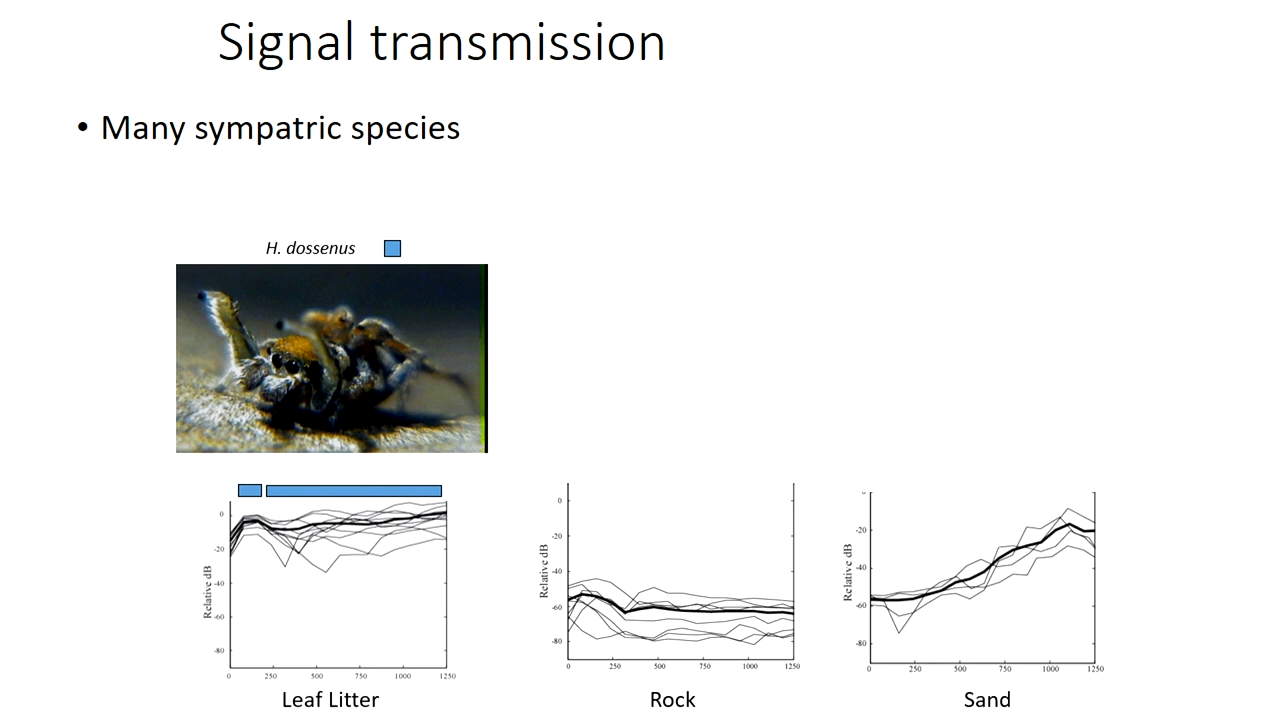 Signal transmission
• Many sympatric species
H. dossenus
0
-20
-40
-60
-80
Relative dB
0 250 500 750 1000 1250
Leaf Litter
0
-20
-40
-60
-80
Relative dB
0 250 500 750 1000 1250
Rock
-20
-40
-60
-80
Relative dB
0 250 500 750 1000 1250
Sand